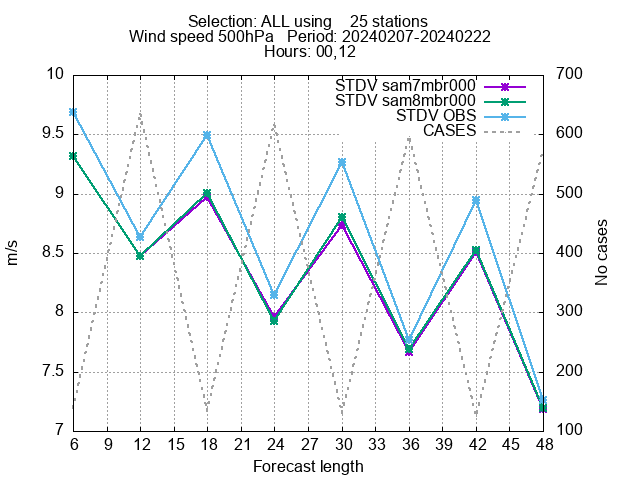 Selection: ALL using    25 stations
Wind speed 500hPa   Period: 20240207-20240222
Hours: 00,12
10
9.5
9
8.5
8
7.5
7
m/s
STDV sam7mbr000
STDV sam8mbr000
STDV OBS
CASES
700
600
500
400
300
200
100
No cases
6 9 12 15 18 21 24 27 30 33 36 39 42 45 48
Forecast length